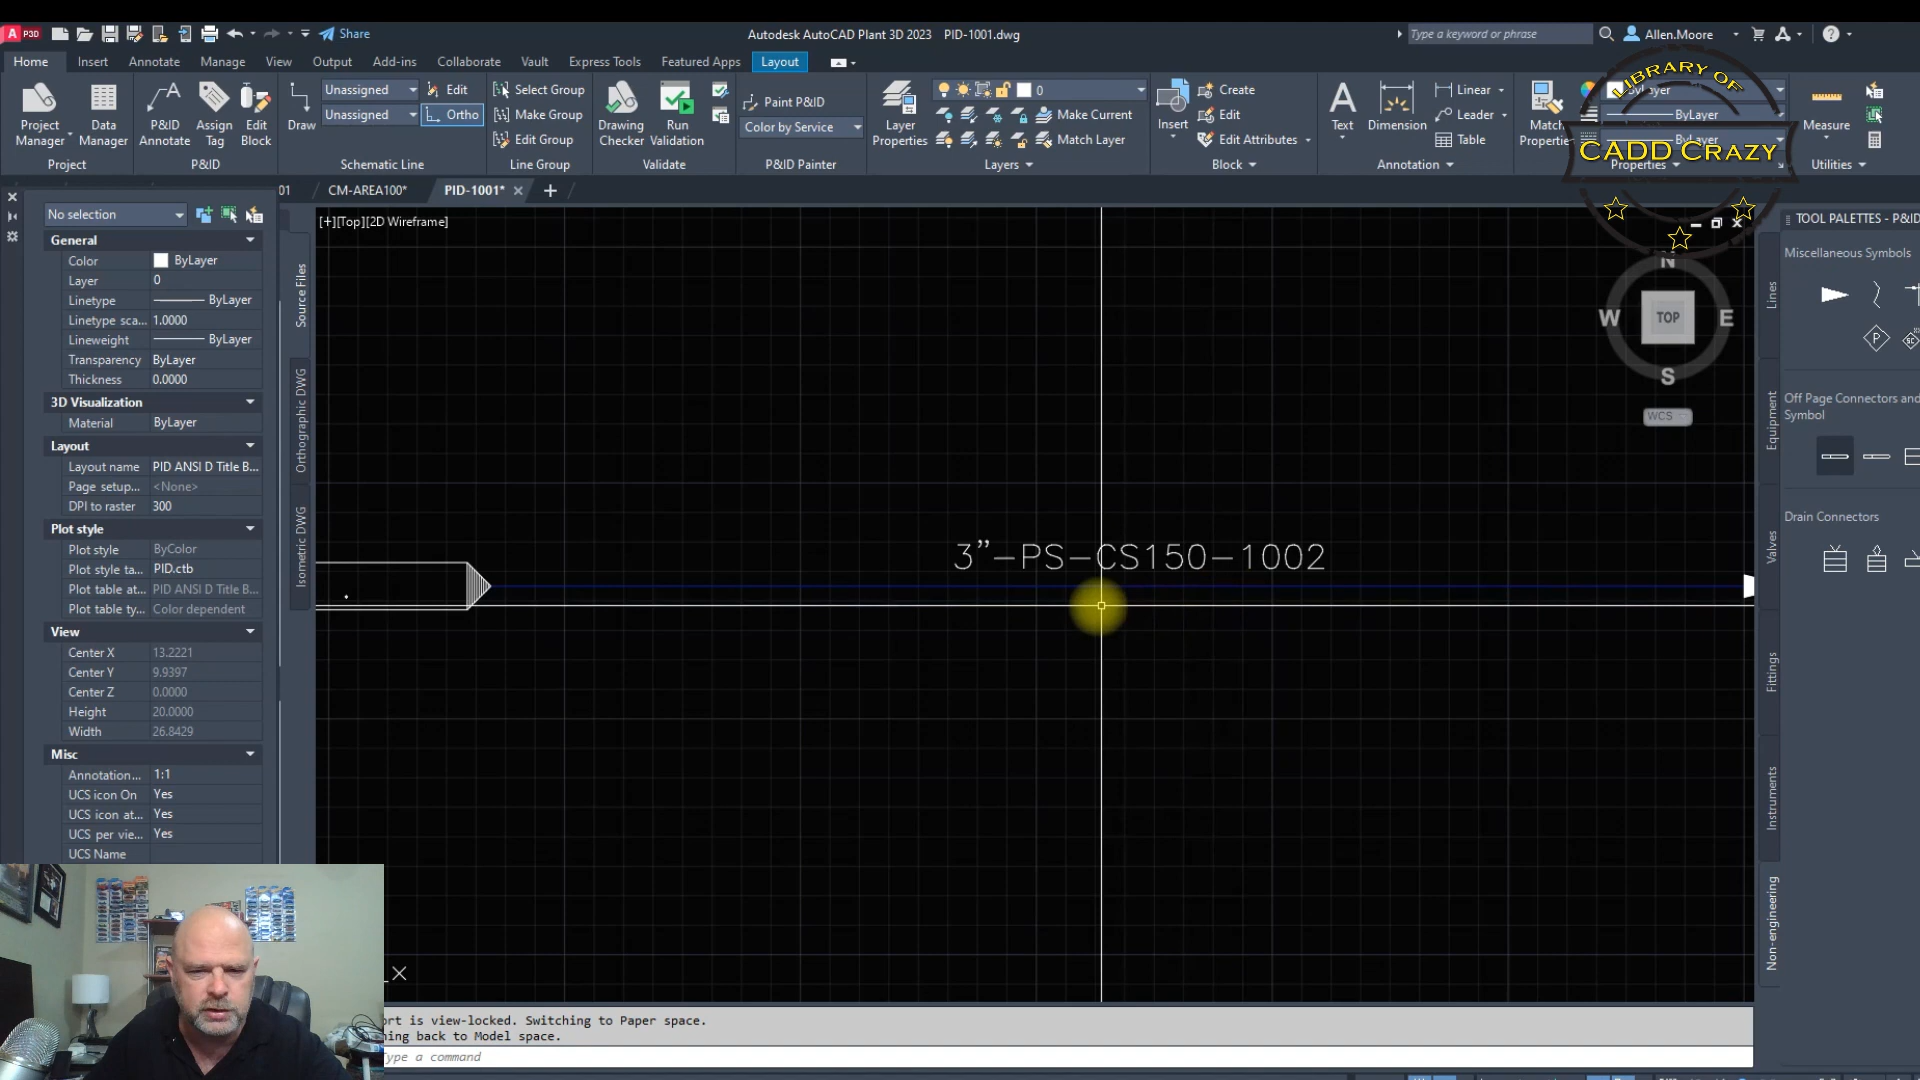 A P3D
Share
Autodesk AutoCAD Plant 3D 2023 PID-1001.dwg
Type a keyword or phrase
Allen.Moore
Home Insert Annotate Manage View Output Add-ins Collaborate Vault Express Tools Featured Apps Layout
Project Manager
Data Manager
Project
P&ID Annotate
Assign Tag
Edit Block
P&ID
Draw
Unassigned
Unassigned
Edit
Ortho
Schematic Line
Select Group
Make Group
Edit Group
Line Group
Drawing Checker
Run Validation
Validate
Paint P&ID
Color by Service
P&ID Painter
Layer Properties
0
Make Current
Match Layer
Layers
Insert
Create
Edit
Edit Attributes
Block
Text
Dimension
Linear
Leader
Table
Annotation
Match
ByLayer
ByLayer
Properties
Measure
Utilities
LIBRARY OF
CADD CRAZY
01 CM-AREA100* PID-1001*
No selection
General
Color ByLayer
Layer 0
Linetype ByLayer
Linetype sca... 1.0000
Lineweight ByLayer
Transparency ByLayer
Thickness 0.0000
3D Visualization
Material ByLayer
Layout
Layout name PID ANSI D Title B...
Page setup... <None>
DPI to raster 300
Plot style
Plot style ByColor
Plot style ta... PID.ctb
Plot table at... PID ANSI D Title B...
Plot table ty... Color dependent
View
Center X 13.2221
Center Y 9.9397
Center Z 0.0000
Height 20.0000
Width 26.8429
Misc
Annotation... 1:1
UCS icon On Yes
UCS icon at... Yes
UCS per vie... Yes
UCS Name
Source Files
Orthographic DWG
Isometric DWG
[+][Top][2D Wireframe]
3"-PS-CS150-1002
N
W TOP E
S
WCS
X
TOOL PALETTES - P&ID
Miscellaneous Symbols
P
SC
Off Page Connectors and
Symbol
Drain Connectors
Lines
Equipment
Valves
Fittings
Instruments
Non-engineering
ort is view-locked. Switching to Paper space.
hing back to Model space.
Type a command